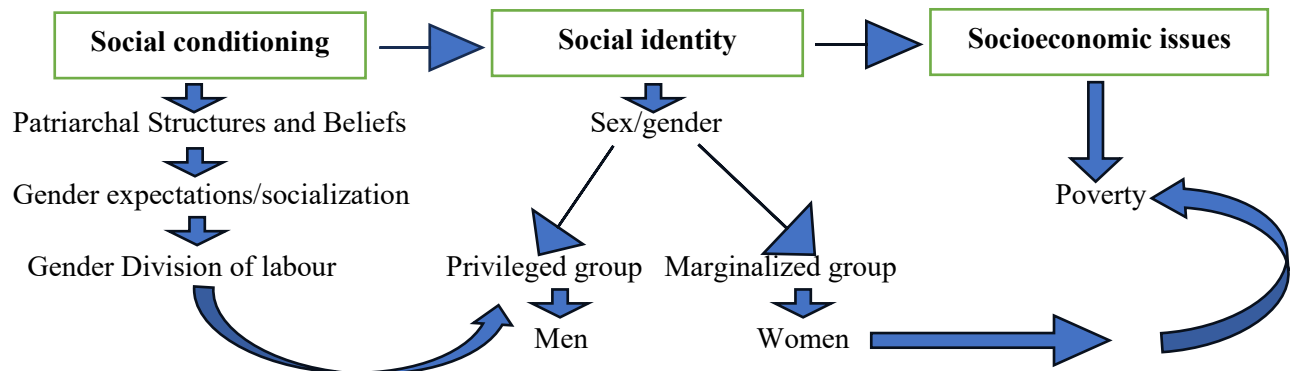 Social conditioning
Social identity
Socioeconomic issues
Patriarchal Structures and Beliefs
Sex/gender
Gender expectations/socialization
Poverty
Gender Division of labour
Privileged group
Marginalized group
Men
Women